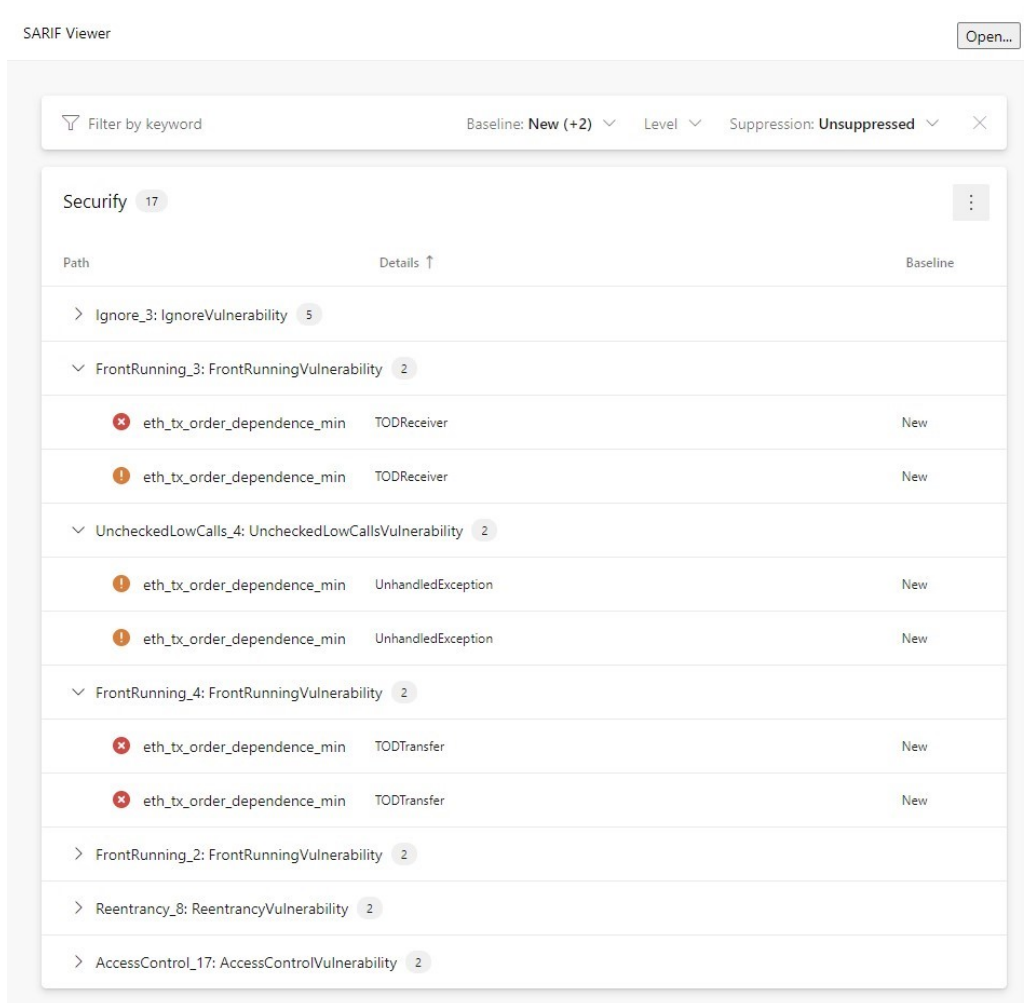 SARIF Viewer
Open...
Filter by keyword Baseline: New (+2) Level Suppression: Unsuppressed
Securify 17
Path Details ↑ Baseline
Ignore_3: IgnoreVulnerability 5
FrontRunning_3: FrontRunningVulnerability 2
eth_tx_order_dependence_min TODReceiver New
eth_tx_order_dependence_min TODReceiver New
UncheckedLowCalls_4: UncheckedLowCallsVulnerability 2
eth_tx_order_dependence_min UnhandledException New
eth_tx_order_dependence_min UnhandledException New
FrontRunning_4: FrontRunningVulnerability 2
eth_tx_order_dependence_min TODTransfer New
eth_tx_order_dependence_min TODTransfer New
FrontRunning_2: FrontRunningVulnerability 2
Reentrancy_8: ReentrancyVulnerability 2
AccessControl_17: AccessControlVulnerability 2